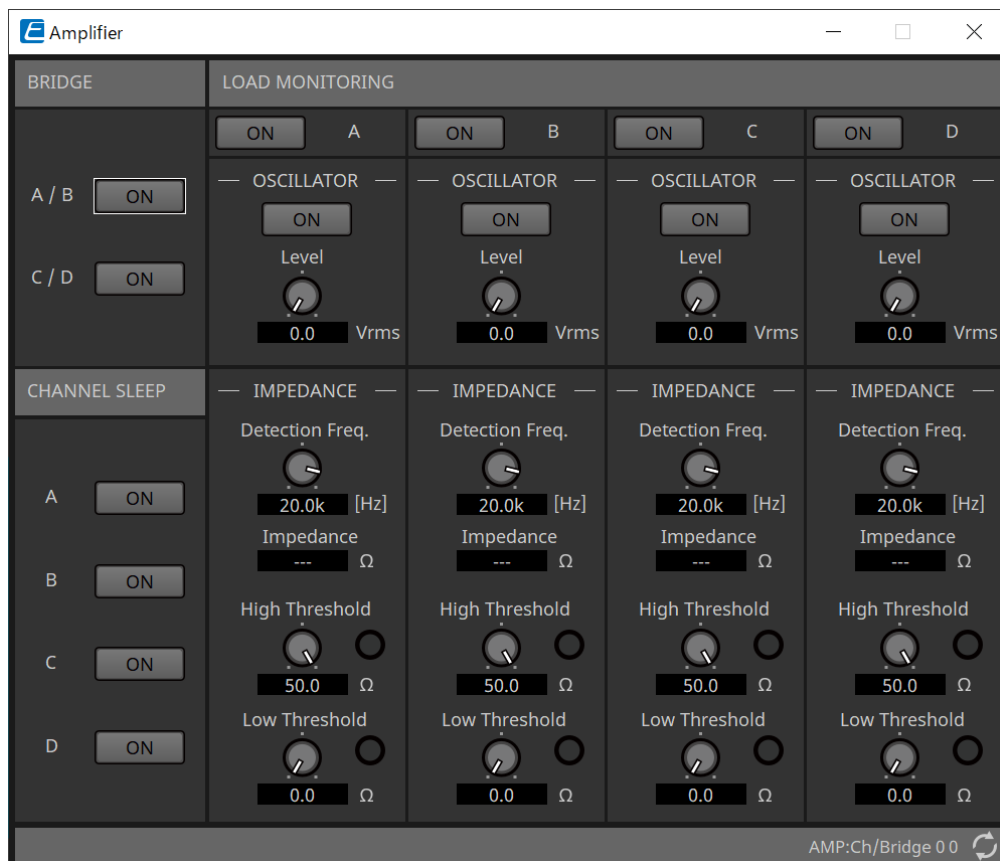 E Amplifier
BRIDGE
LOAD MONITORING
ON A ON B ON C ON D
A / B ON
C / D ON
OSCILLATOR OSCILLATOR OSCILLATOR OSCILLATOR
ON ON ON ON
Level Level Level Level
0.0 Vrms 0.0 Vrms 0.0 Vrms 0.0 Vrms
CHANNEL SLEEP
A ON
B ON
C ON
D ON
IMPEDANCE IMPEDANCE IMPEDANCE IMPEDANCE
Detection Freq. Detection Freq. Detection Freq. Detection Freq.
20.0k [Hz] 20.0k [Hz] 20.0k [Hz] 20.0k [Hz]
Impedance Impedance Impedance Impedance
--- Ω --- Ω --- Ω --- Ω
High Threshold High Threshold High Threshold High Threshold
50.0 Ω 50.0 Ω 50.0 Ω 50.0 Ω
Low Threshold Low Threshold Low Threshold Low Threshold
0.0 Ω 0.0 Ω 0.0 Ω 0.0 Ω
AMP:Ch/Bridge 0 0